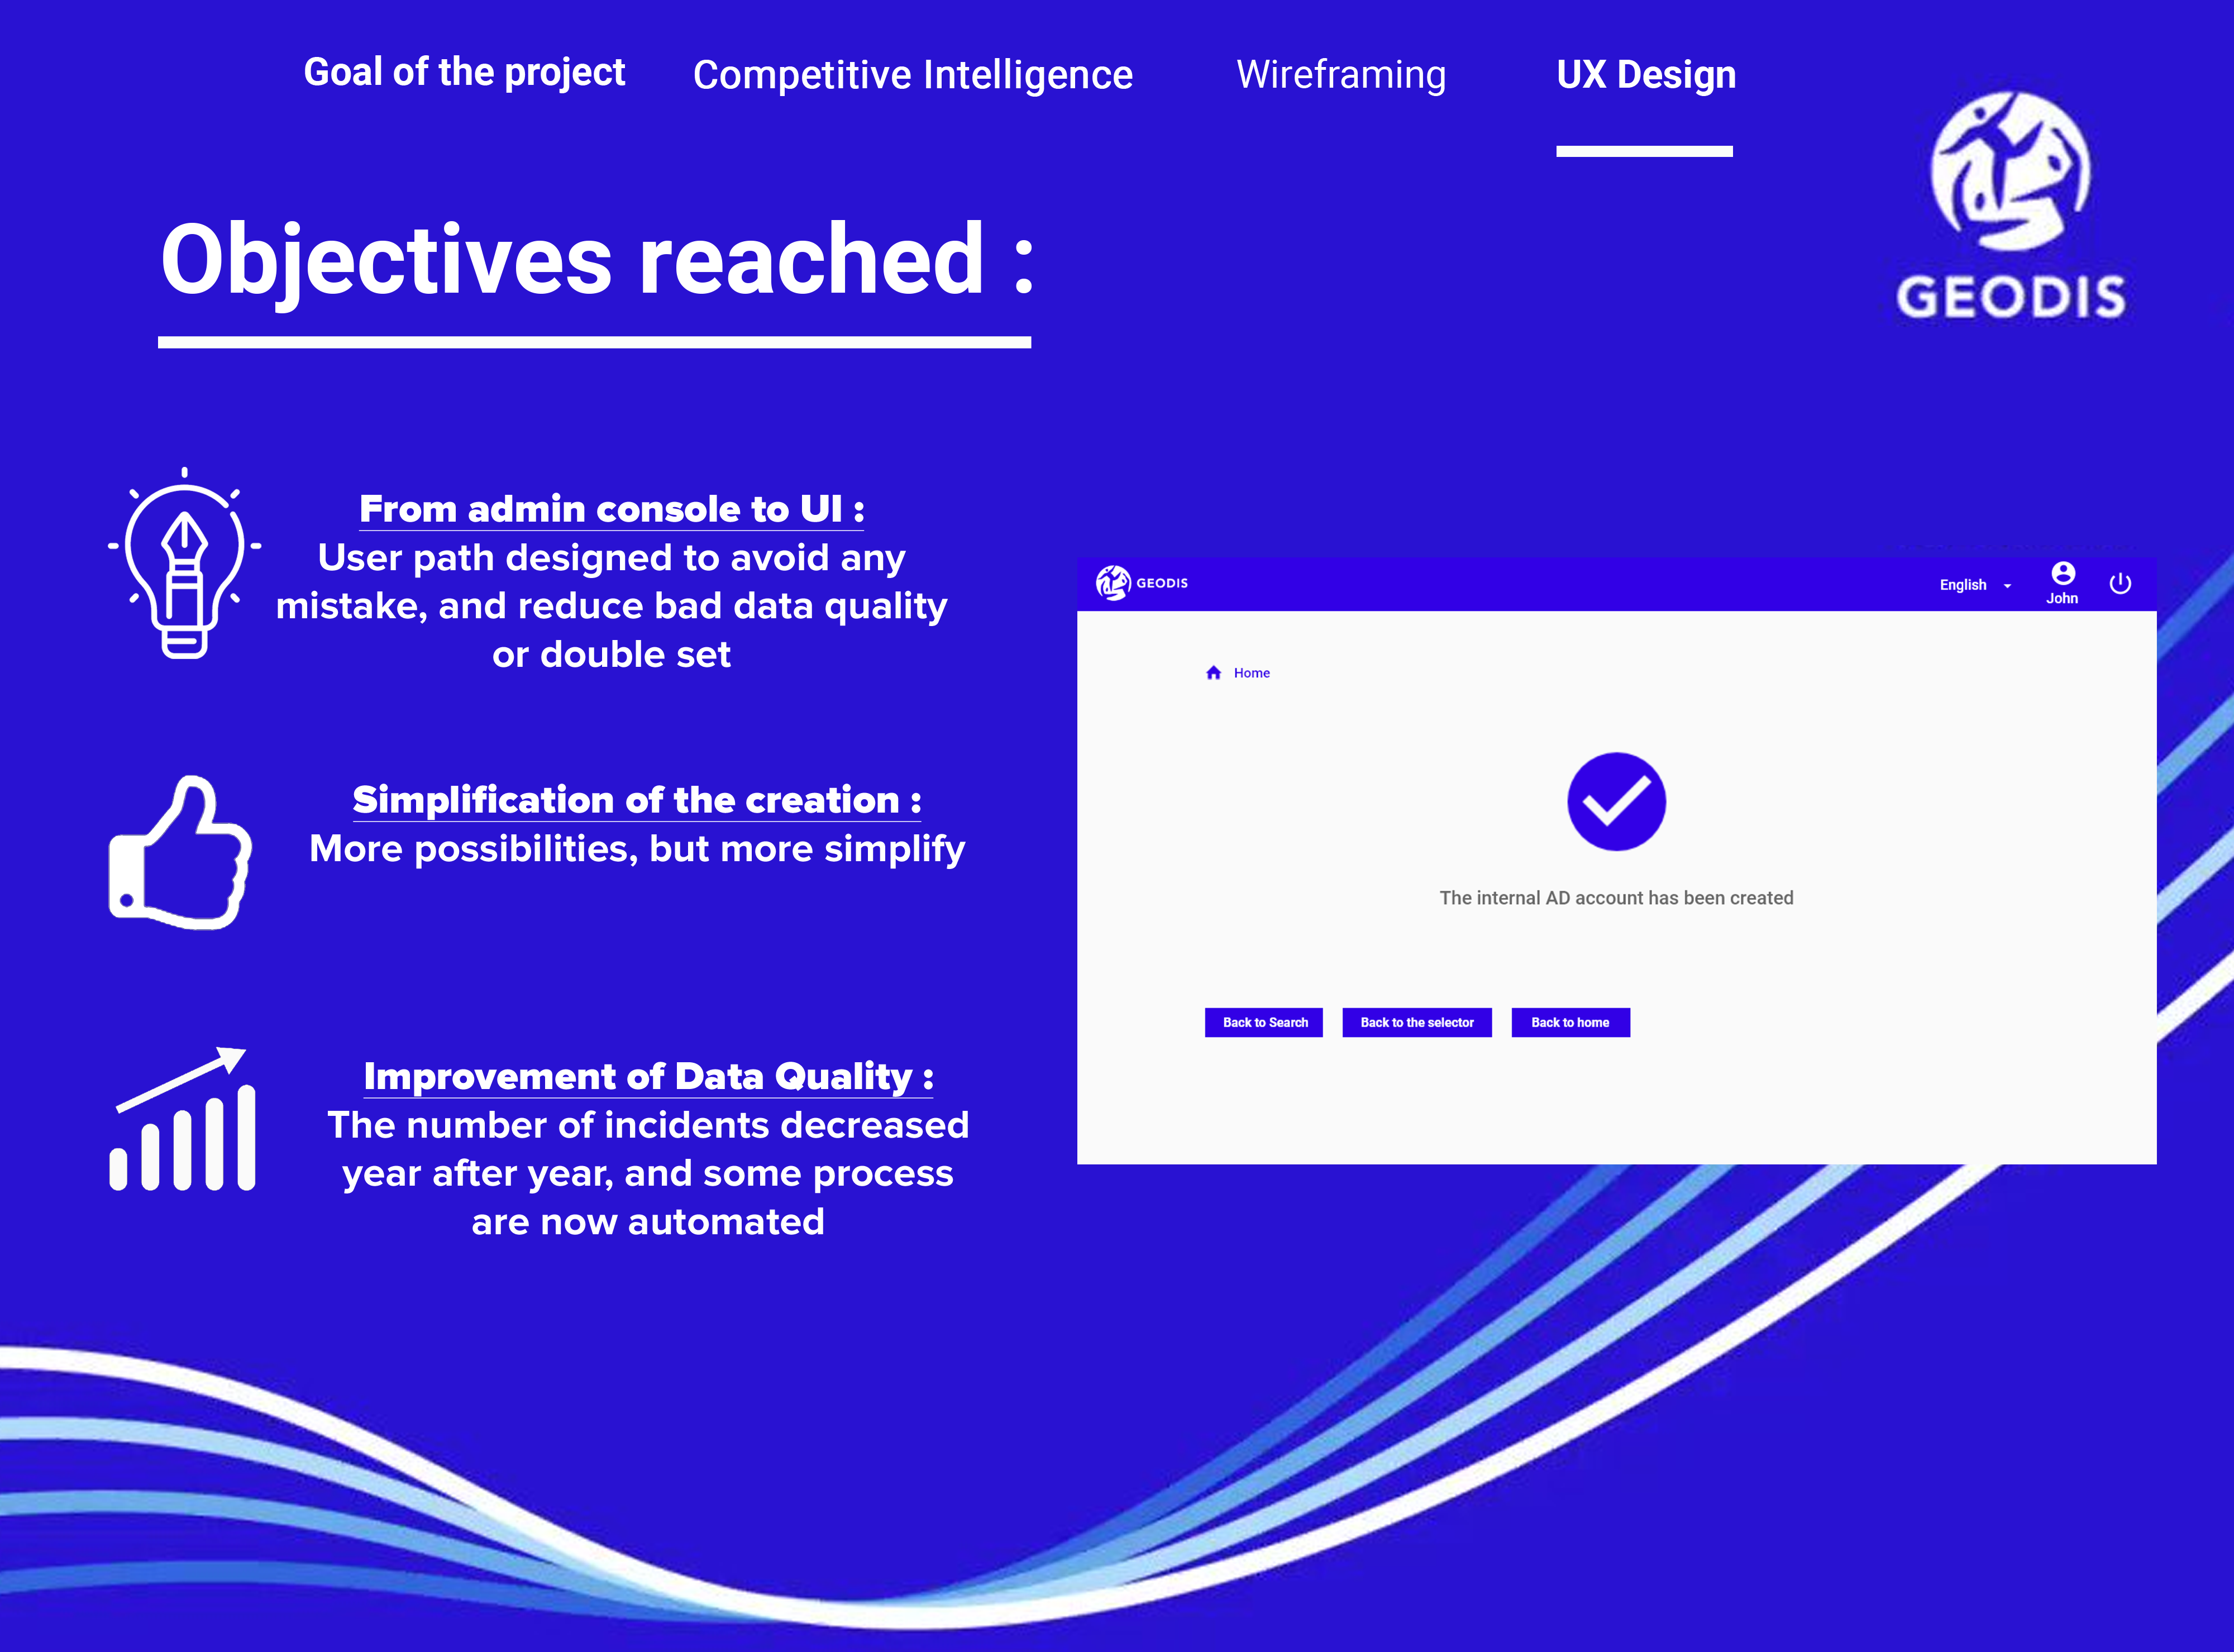 Goal of the project
Competitive Intelligence
Wireframing
UX Design
GEODIS
Objectives reached :
From admin console to UI :
User path designed to avoid any
mistake, and reduce bad data quality
or double set
Simplification of the creation :
More possibilities, but more simplify
Improvement of Data Quality :
The number of incidents decreased
year after year, and some process
are now automated
GEODIS
English
John
Home
The internal AD account has been created
Back to Search
Back to the selector
Back to home